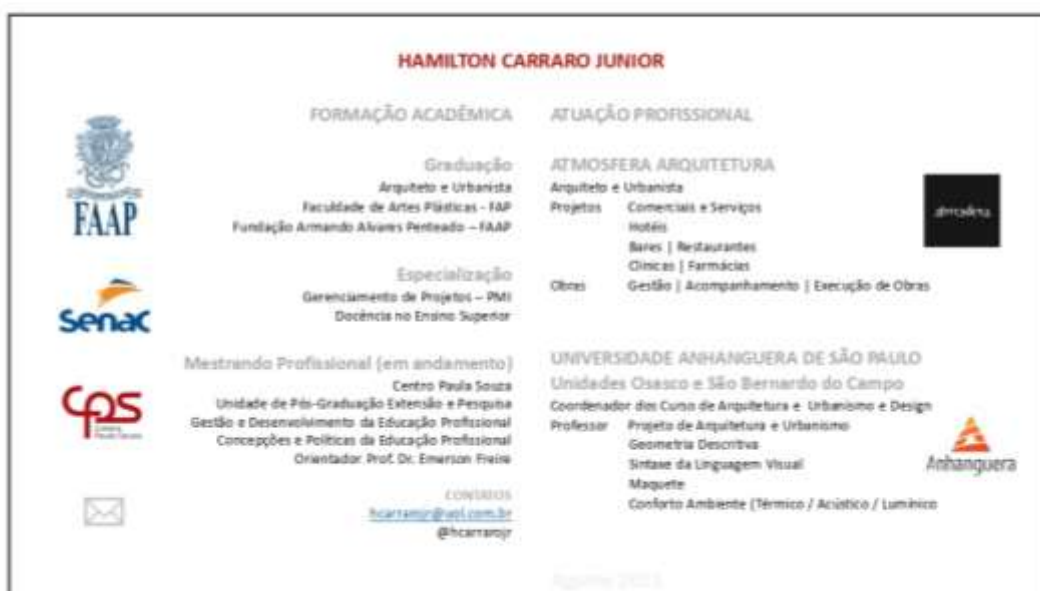 HAMILTON CARRARO JUNIOR
FORMAÇÃO ACADÊMICA
Graduação
Arquiteto e Urbanista
Faculdade de Artes Plásticas - FAP
Fundação Armando Alvares Penteado – FAAP
Especialização
Gerenciamento de Projetos – PMI
Docência no Ensino Superior
Mestrando Profissional (em andamento)
Centro Paula Souza
Unidade de Pós-Graduação Extensão e Pesquisa
Gestão e Desenvolvimento da Educação Profissional
Concepções e Políticas da Educação Profissional
Orientador Prof. Dr. Emerson Freire
CONTATOS
hcarrarojr@uol.com.br
@hcarrarojr
FAAP
Senac
CPS
Centro
Paula Souza
ATUAÇÃO PROFISSIONAL
ATMOSFERA ARQUITETURA
Arquiteto e Urbanista
Projetos Comerciais e Serviços
Hotéis
Bares | Restaurantes
Clínicas | Farmácias
Obras Gestão | Acompanhamento | Execução de Obras
atmosfera
UNIVERSIDADE ANHANGUERA DE SÃO PAULO
Unidades Osasco e São Bernardo do Campo
Coordenador dos Curso de Arquitetura e Urbanismo e Design
Professor Projeto de Arquitetura e Urbanismo
Geometria Descritiva
Sintaxe da Linguagem Visual
Maquete
Conforto Ambiente (Térmico / Acústico / Lumínico
Anhanguera
Agosto